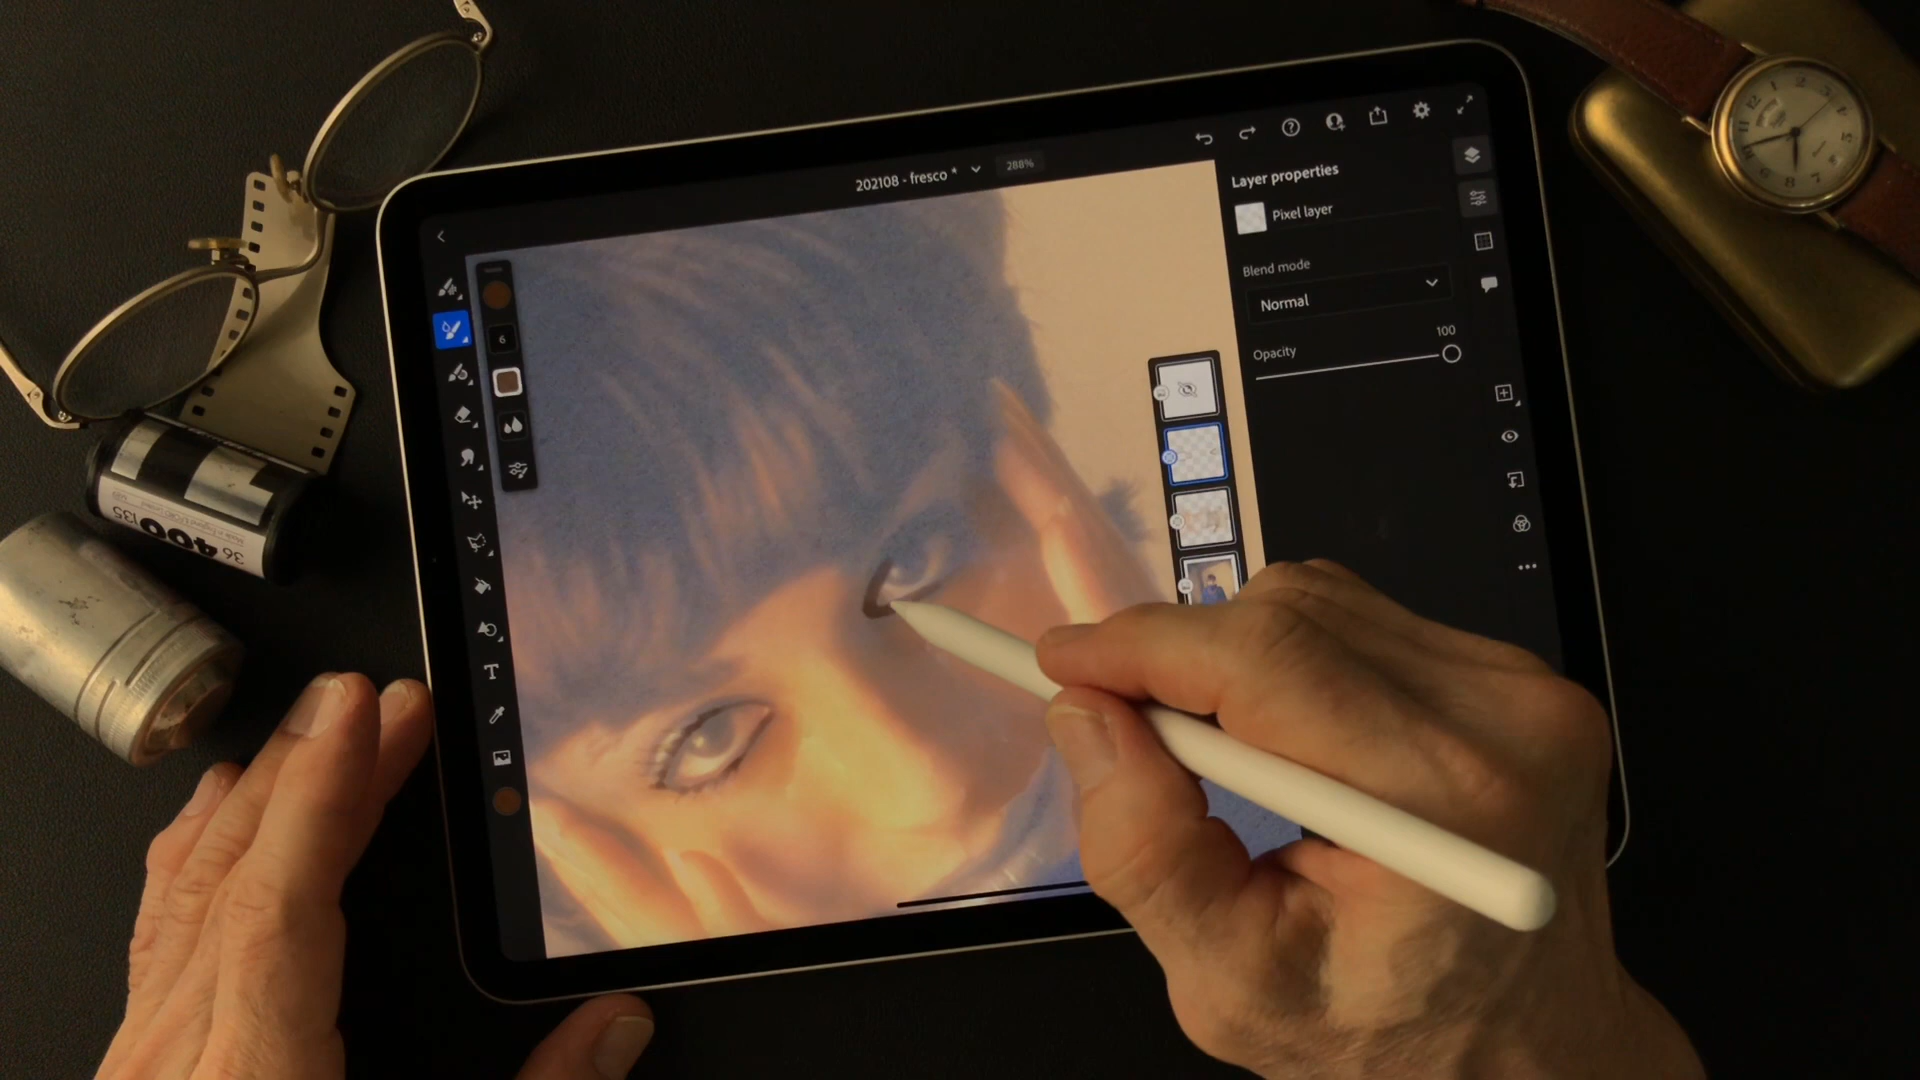 202108 - fresco *
288%
Layer properties
Pixel layer
Blend mode
Normal
Opacity
100
6
T
36
400
135